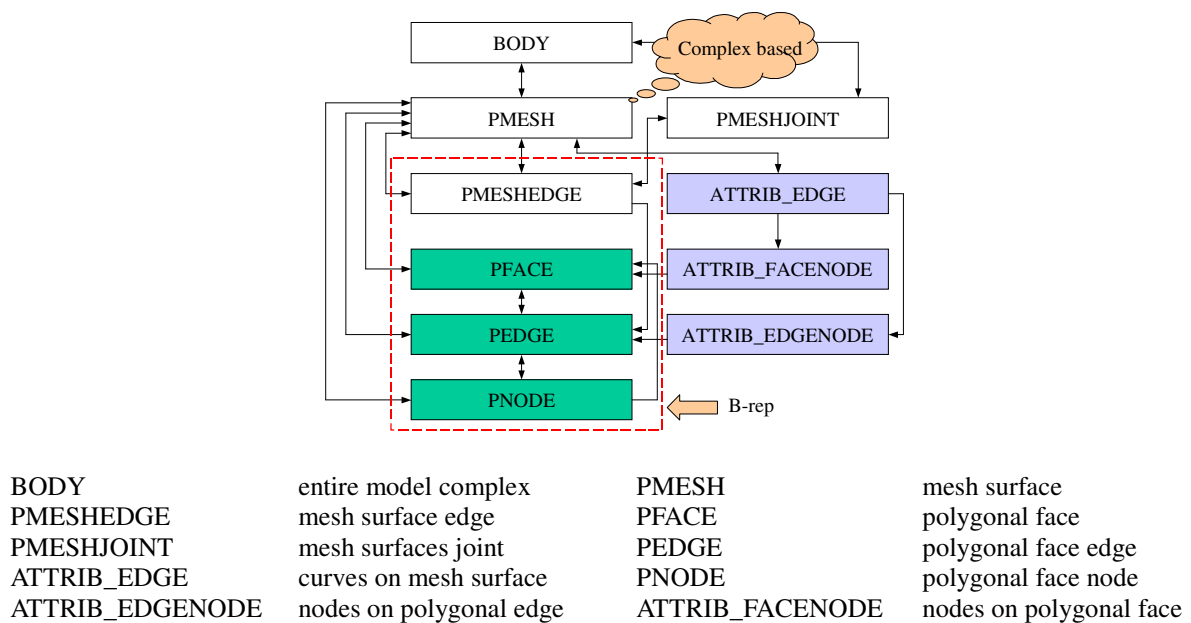 BODY
Complex based
PMESH
PMESHJOINT
PMESHEDGE
ATTRIB_EDGE
PFACE
ATTRIB_FACENODE
PEDGE
ATTRIB_EDGENODE
PNODE
B-rep
BODY entire model complex PMESH mesh surface
PMESHEDGE mesh surface edge PFACE polygonal face
PMESHJOINT mesh surfaces joint PEDGE polygonal face edge
ATTRIB_EDGE curves on mesh surface PNODE polygonal face node
ATTRIB_EDGENODE nodes on polygonal edge ATTRIB_FACENODE nodes on polygonal face